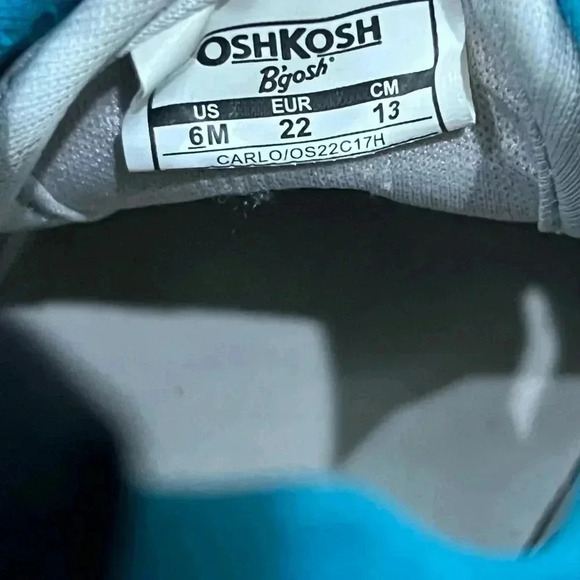 OSHKOSH
B'gosh
US EUR CM
6M 22 13
CARLO/OS22C17H